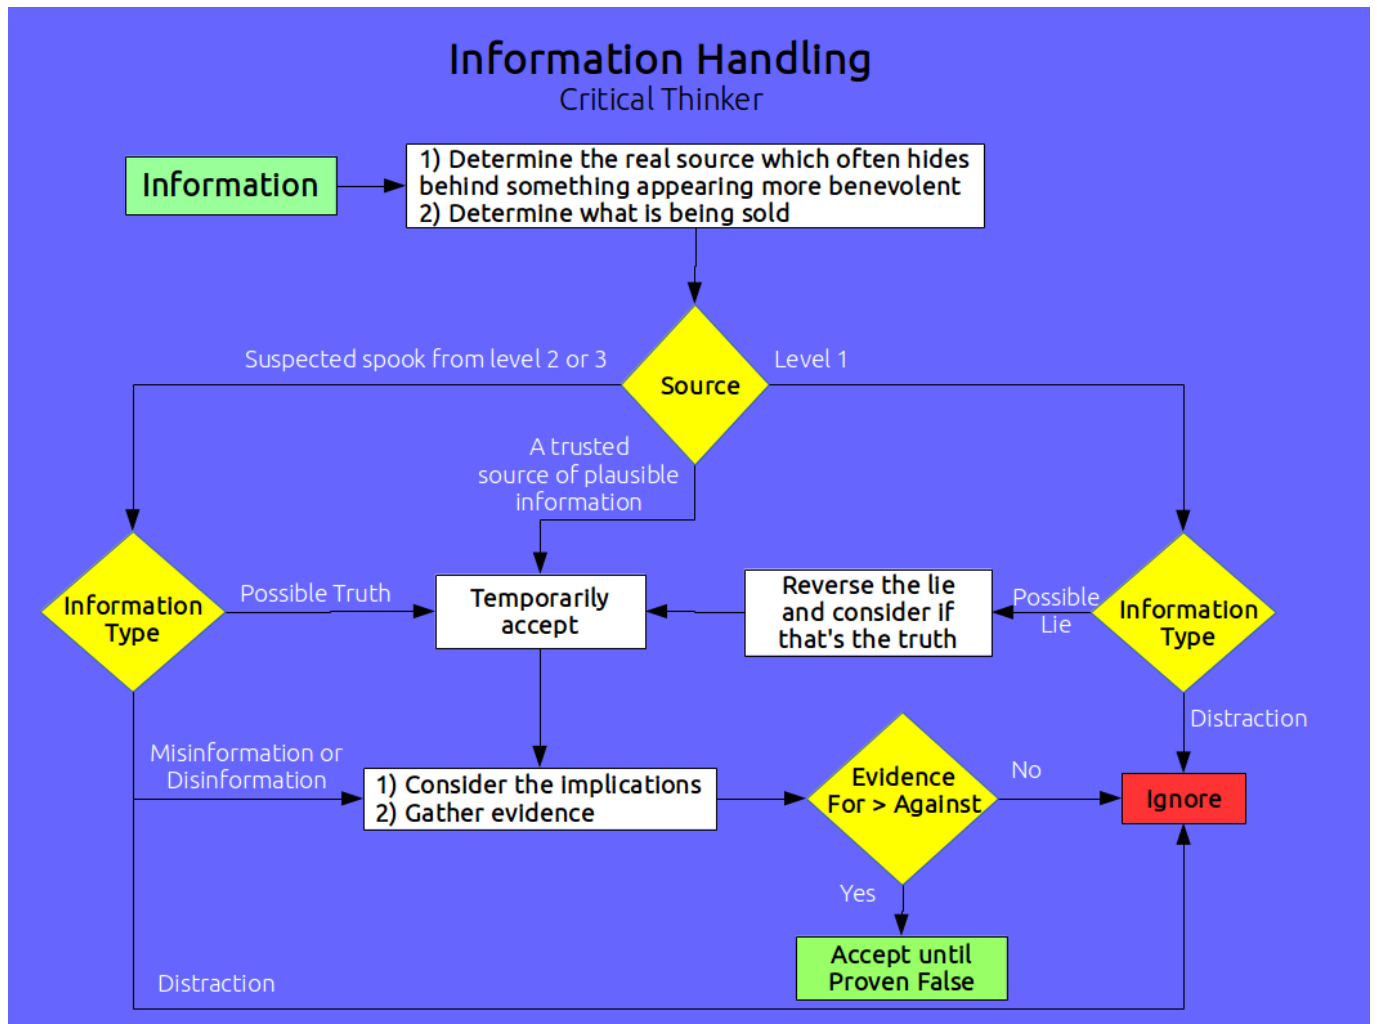 Information Handling
Critical Thinker
Information
1) Determine the real source which often hides
behind something appearing more benevolent
2) Determine what is being sold
Suspected spook from level 2 or 3
Source
Level 1
A trusted
source of plausible
information
Information
Type
Possible Truth
Temporarily
accept
Reverse the lie
and consider if
that's the truth
Possible
Lie
Information
Type
Distraction
Misinformation or
Disinformation
1) Consider the implications
2) Gather evidence
Evidence
For > Against
No
Ignore
Yes
Accept until
Proven False
Distraction